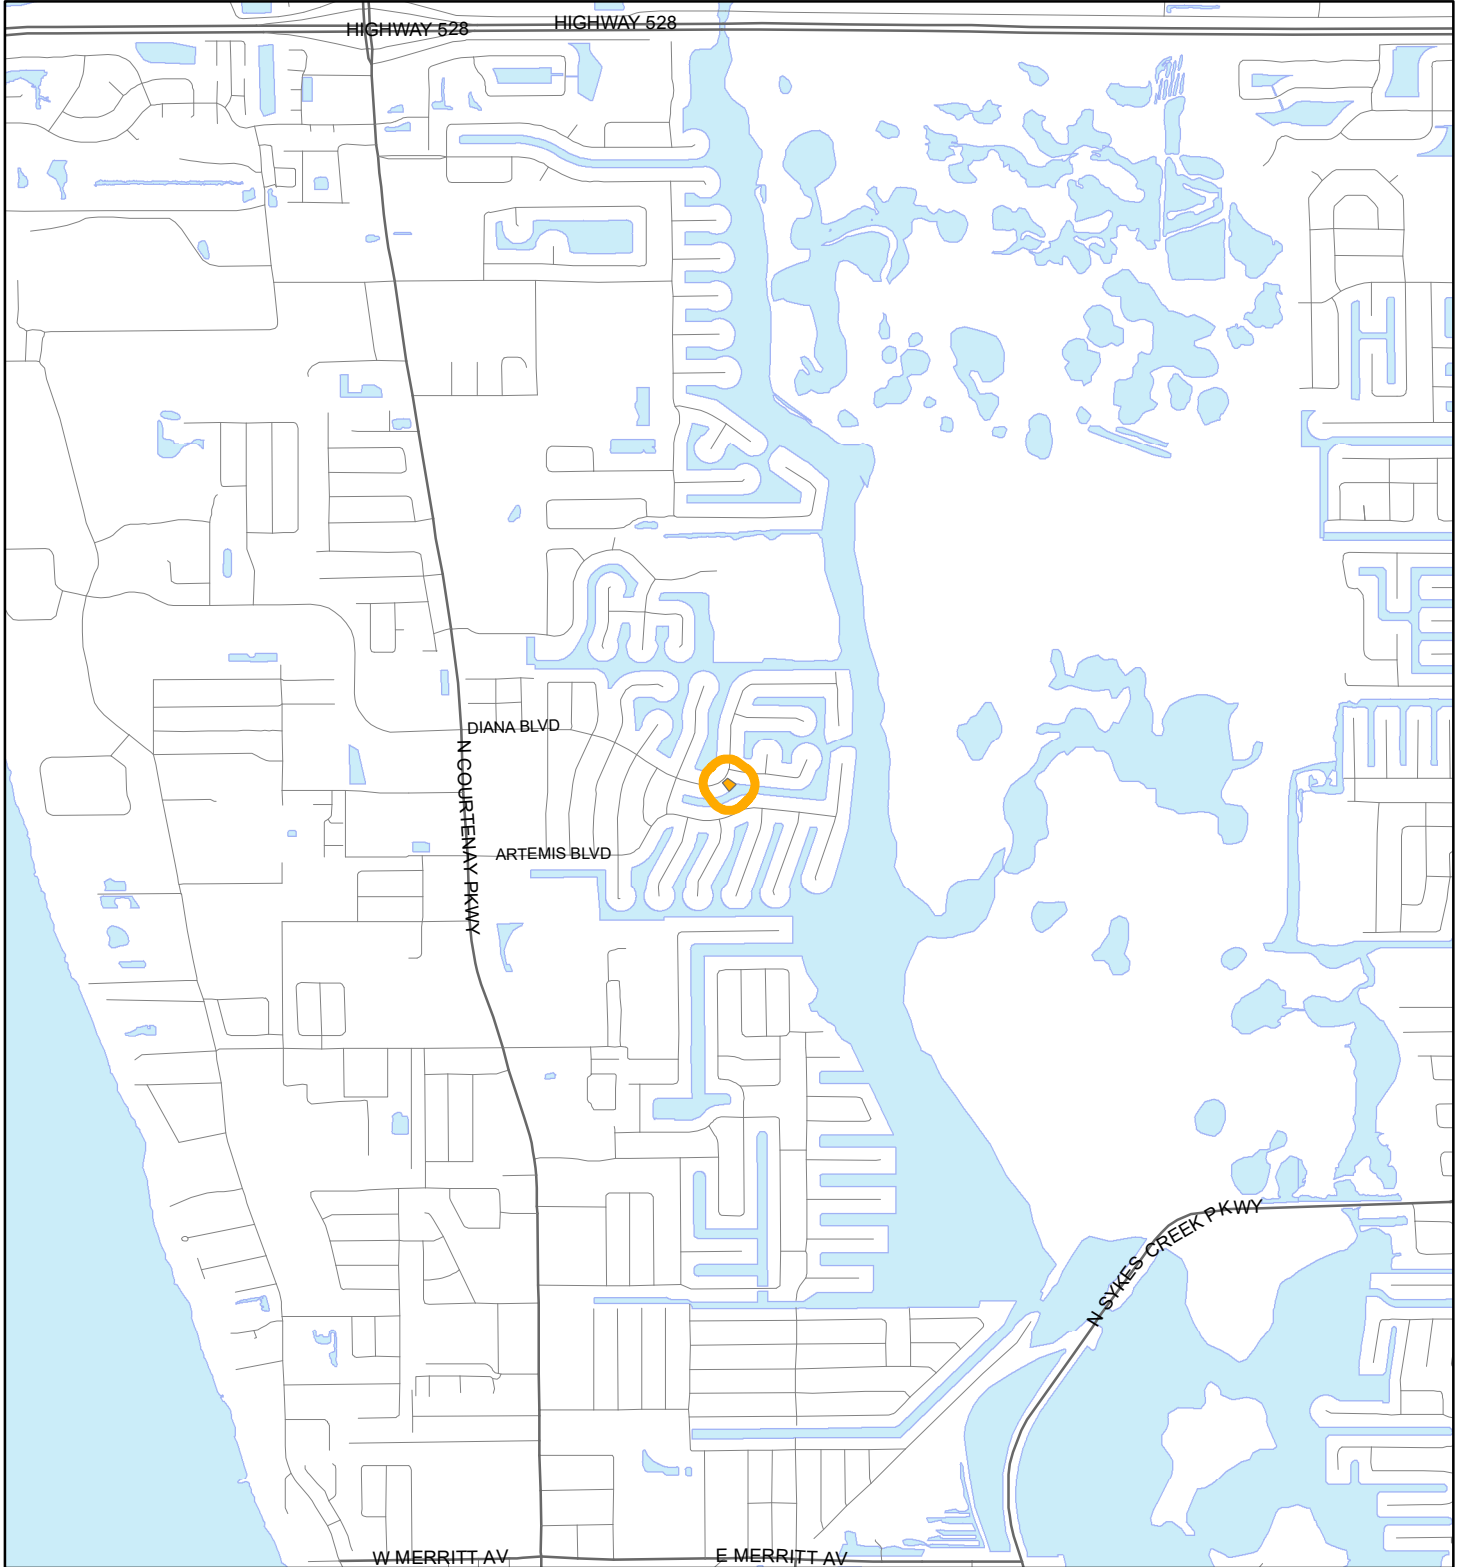 HIGHWAY 528
HIGHWAY 528
DIANA BLVD
N COURTENAY PKWY
ARTEMIS BLVD
N SYKES CREEK PKWY
W MERRITT AV
E MERRITT AV